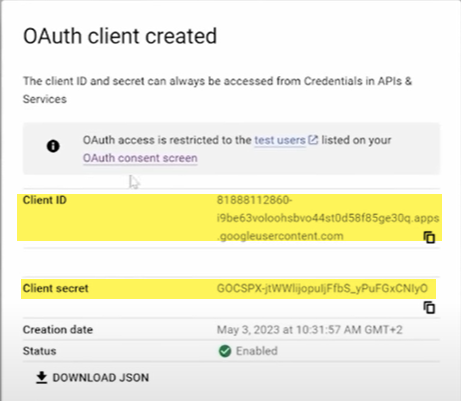 OAuth client created
The client ID and secret can always be accessed from Credentials in APIs &
Services
OAuth access is restricted to the test users listed on your
OAuth consent screen
Client ID 81888112860-
i9be63voloohsbvo44st0d58f85ge30q.apps
.googleusercontent.com
Client secret
Creation date May 3, 2023 at 10:31:57 AM GMT+2
Status Enabled
DOWNLOAD JSON